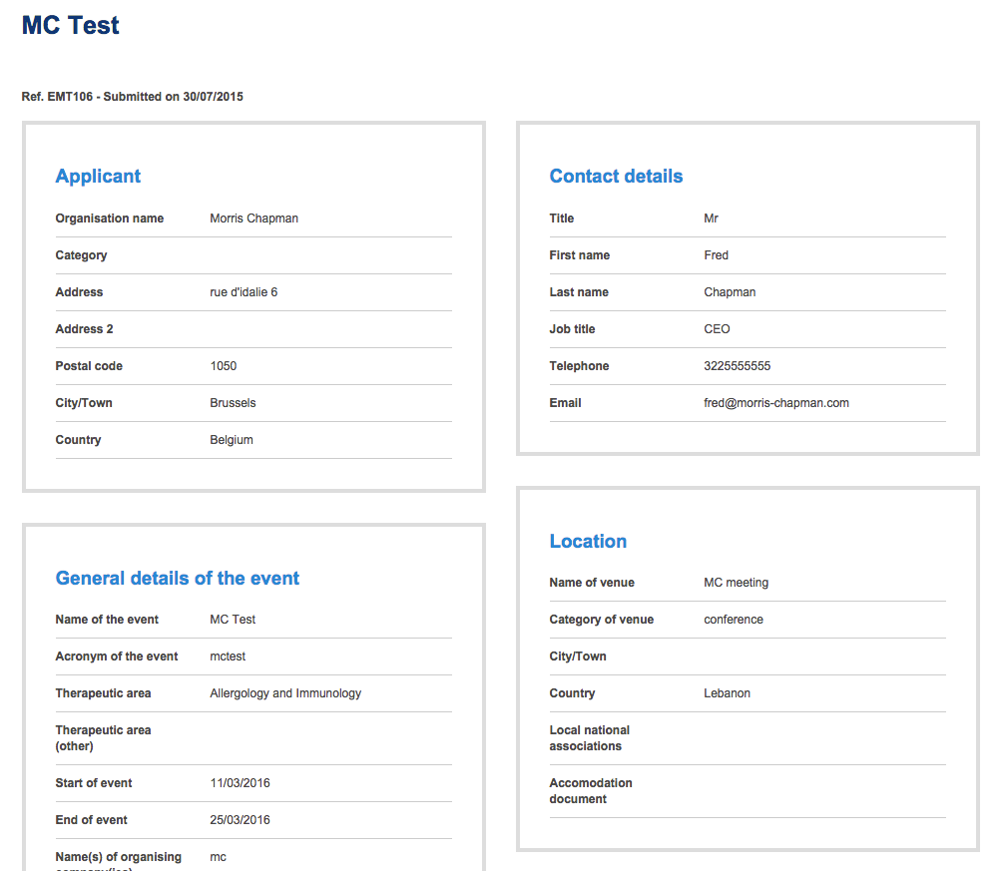 MC Test
Ref. EMT106 - Submitted on 30/07/2015
Applicant
Organisation name Morris Chapman
Category
Address rue d'idalie 6
Address 2
Postal code 1050
City/Town Brussels
Country Belgium
General details of the event
Name of the event MC Test
Acronym of the event mctest
Therapeutic area Allergology and Immunology
Therapeutic area
(other)
Start of event 11/03/2016
End of event 25/03/2016
Name(s) of organising mc
Contact details
Title Mr
First name Fred
Last name Chapman
Job title CEO
Telephone 3225555555
Email fred@morris-chapman.com
Location
Name of venue MC meeting
Category of venue conference
City/Town
Country Lebanon
Local national
associations
Accomodation
document